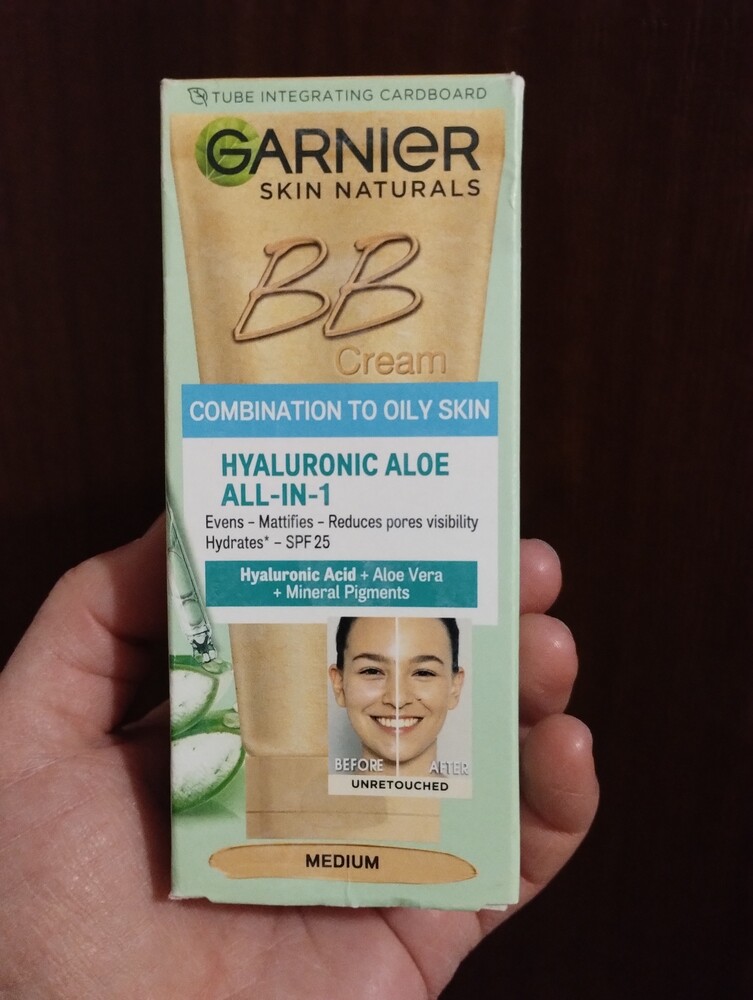 TUBE INTEGRATING CARDBOARD
GARNIER
SKIN NATURALS
BB
Cream
COMBINATION TO OILY SKIN
HYALURONIC ALOE
ALL-IN-1
Evens – Mattifies – Reduces pores visibility
Hydrates* – SPF 25
Hyaluronic Acid + Aloe Vera
+ Mineral Pigments
BEFORE AFTER
UNRETOUCHED
MEDIUM